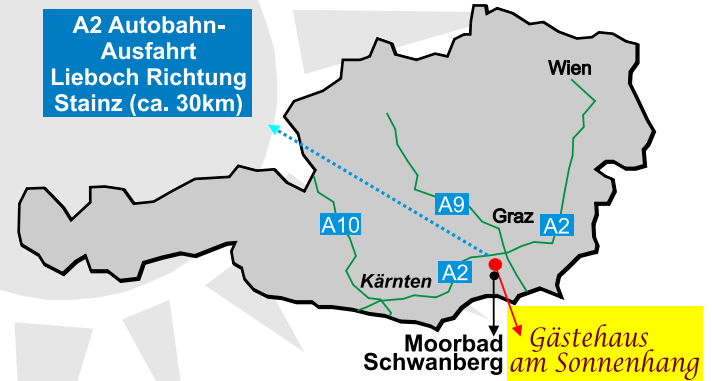 A2 Autobahn-
Ausfahrt
Lieboch Richtung
Stainz (ca. 30km)
Wien
A9
Graz
A10
A2
Kärnten
A2
Moorbad
Schwanberg
Gästehaus
am Sonnenhang